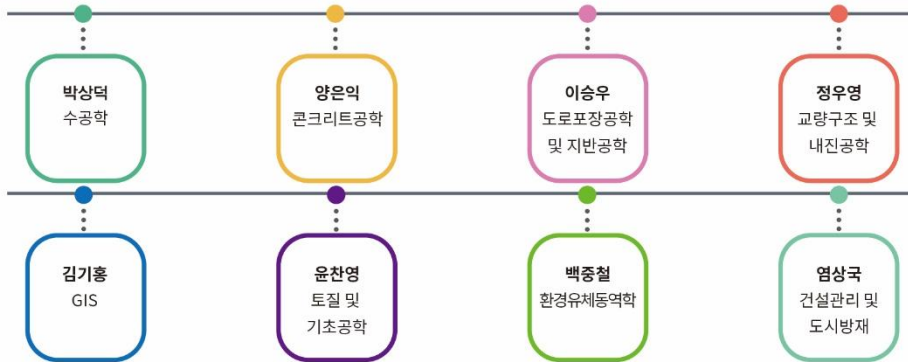 박상덕
수공학
양은익
콘크리트공학
이승우
도로포장공학
및 지반공학
정우영
교량구조 및
내진공학
김기홍
GIS
윤찬영
토질 및
기초공학
백중철
환경유체동역학
염상국
건설관리 및
도시방재